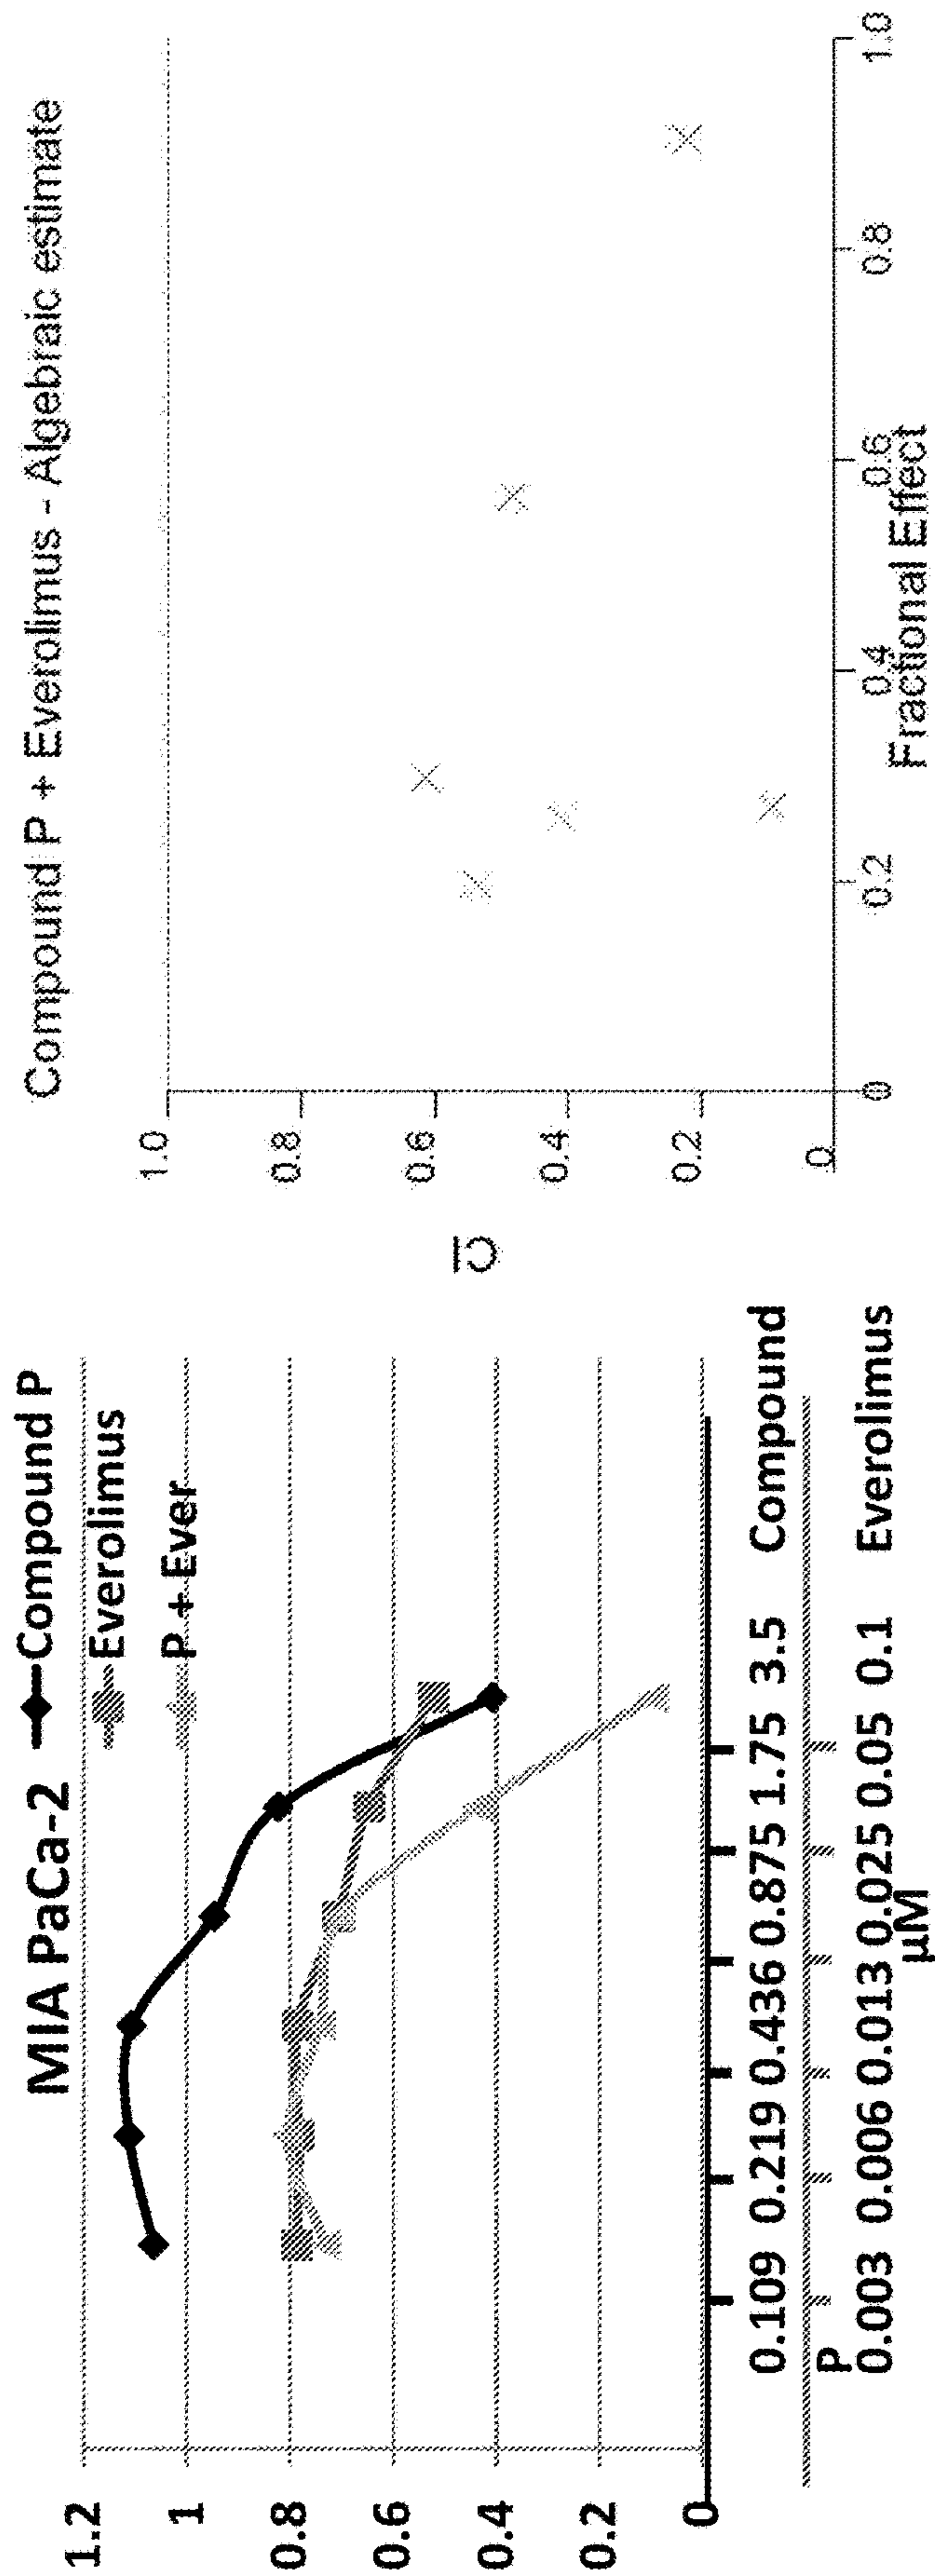 MIA PaCa-2
Compound P
Everolimus
P + Ever
1.2
1
0.8
0.6
0.4
0.2
0
0.109 0.219 0.436 0.875 1.75 3.5 Compound
P
0.003 0.006 0.013 0.025 0.05 0.1 Everolimus
µM
Compound P + Everolimus - Algebraic estimate
CI
1.0
0.8
0.6
0.4
0.2
0
0 0.2 0.4 0.6 0.8 1.0
Fractional Effect